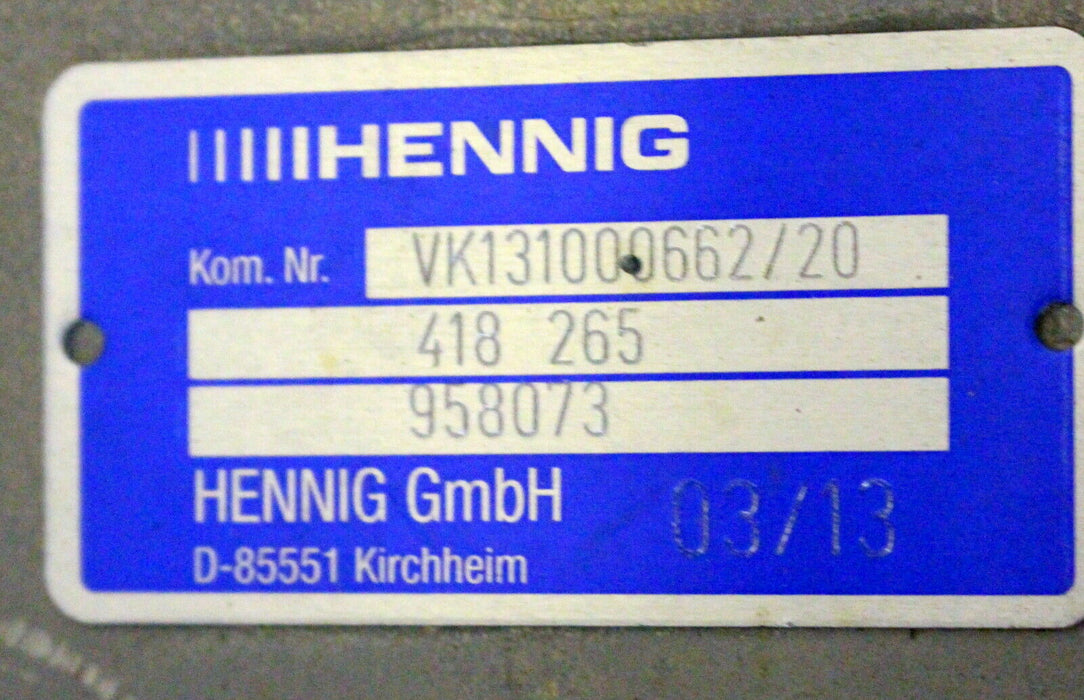 HENNIG
Kom. Nr. VK131000662/20
418 265
958073
HENNIG GmbH 03/13
D-85551 Kirchheim